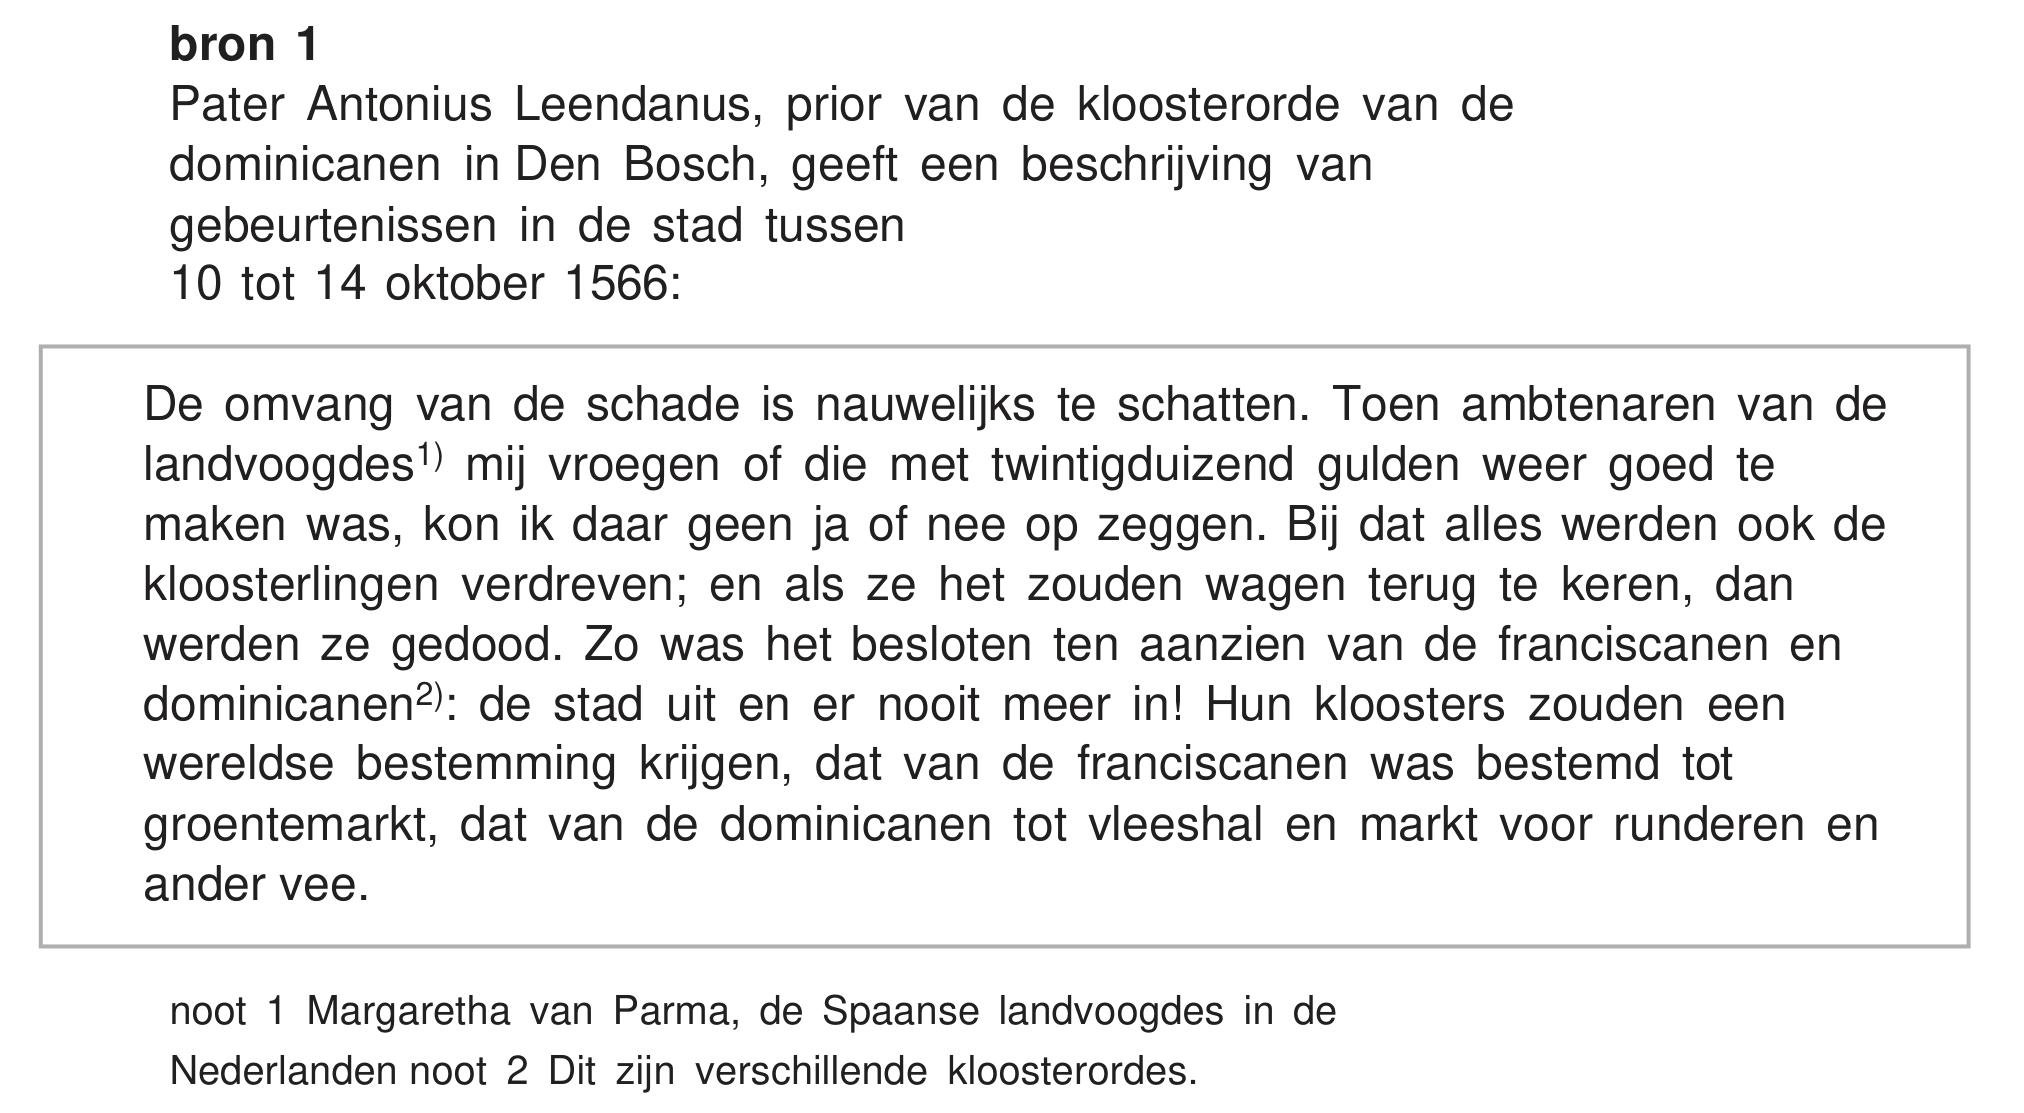 bron 1
Pater Antonius Leendanus, prior van de kloosterorde van de
dominicanen in Den Bosch, geeft een beschrijving van
gebeurtenissen in de stad tussen
10 tot 14 oktober 1566:
De omvang van de schade is nauwelijks te schatten. Toen ambtenaren van de
landvoogdes1) mij vroegen of die met twintigduizend gulden weer goed te
maken was, kon ik daar geen ja of nee op zeggen. Bij dat alles werden ook de
kloosterlingen verdreven; en als ze het zouden wagen terug te keren, dan
werden ze gedood. Zo was het besloten ten aanzien van de franciscanen en
dominicanen2): de stad uit en er nooit meer in! Hun kloosters zouden een
wereldse bestemming krijgen, dat van de franciscanen was bestemd tot
groentemarkt, dat van de dominicanen tot vleeshal en markt voor runderen en
ander vee.
noot 1 Margaretha van Parma, de Spaanse landvoogdes in de
Nederlanden noot 2 Dit zijn verschillende kloosterordes.